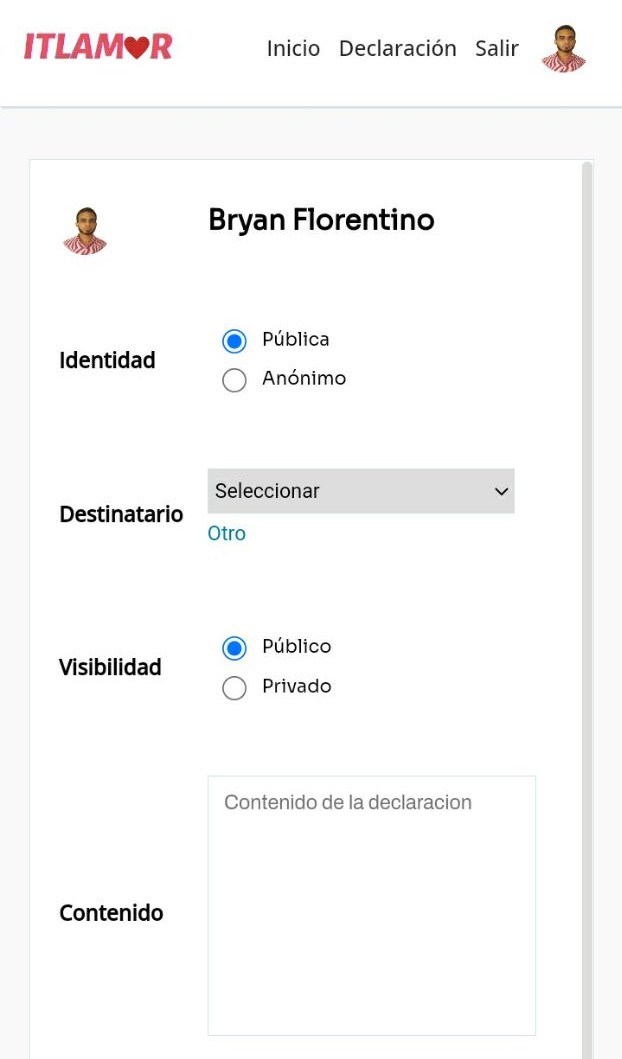 ITLAM❤R
Inicio Declaración Salir
Bryan Florentino
Identidad
Pública
Anónimo
Destinatario
Seleccionar
Otro
Visibilidad
Público
Privado
Contenido
Contenido de la declaracion